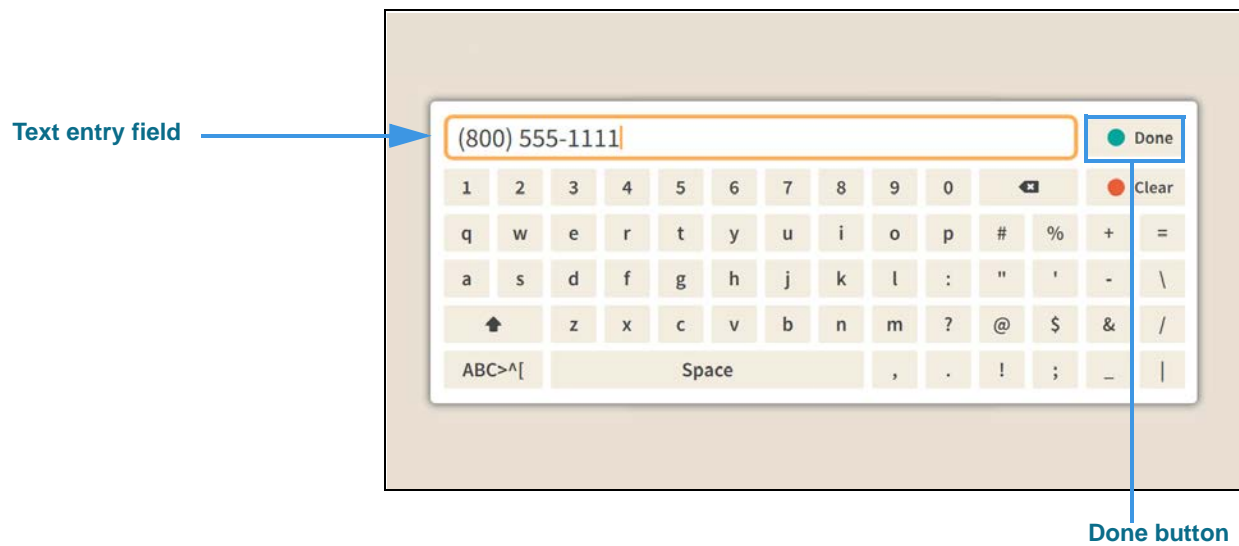 Text entry field
(800) 555-1111
Done
1 2 3 4 5 6 7 8 9 0
Clear
q w e r t y u i o p # % + =
a s d f g h j k l : " ' - \
z x c v b n m ? @ $ & /
ABC>^[ Space , . ! ; _ |
Done button